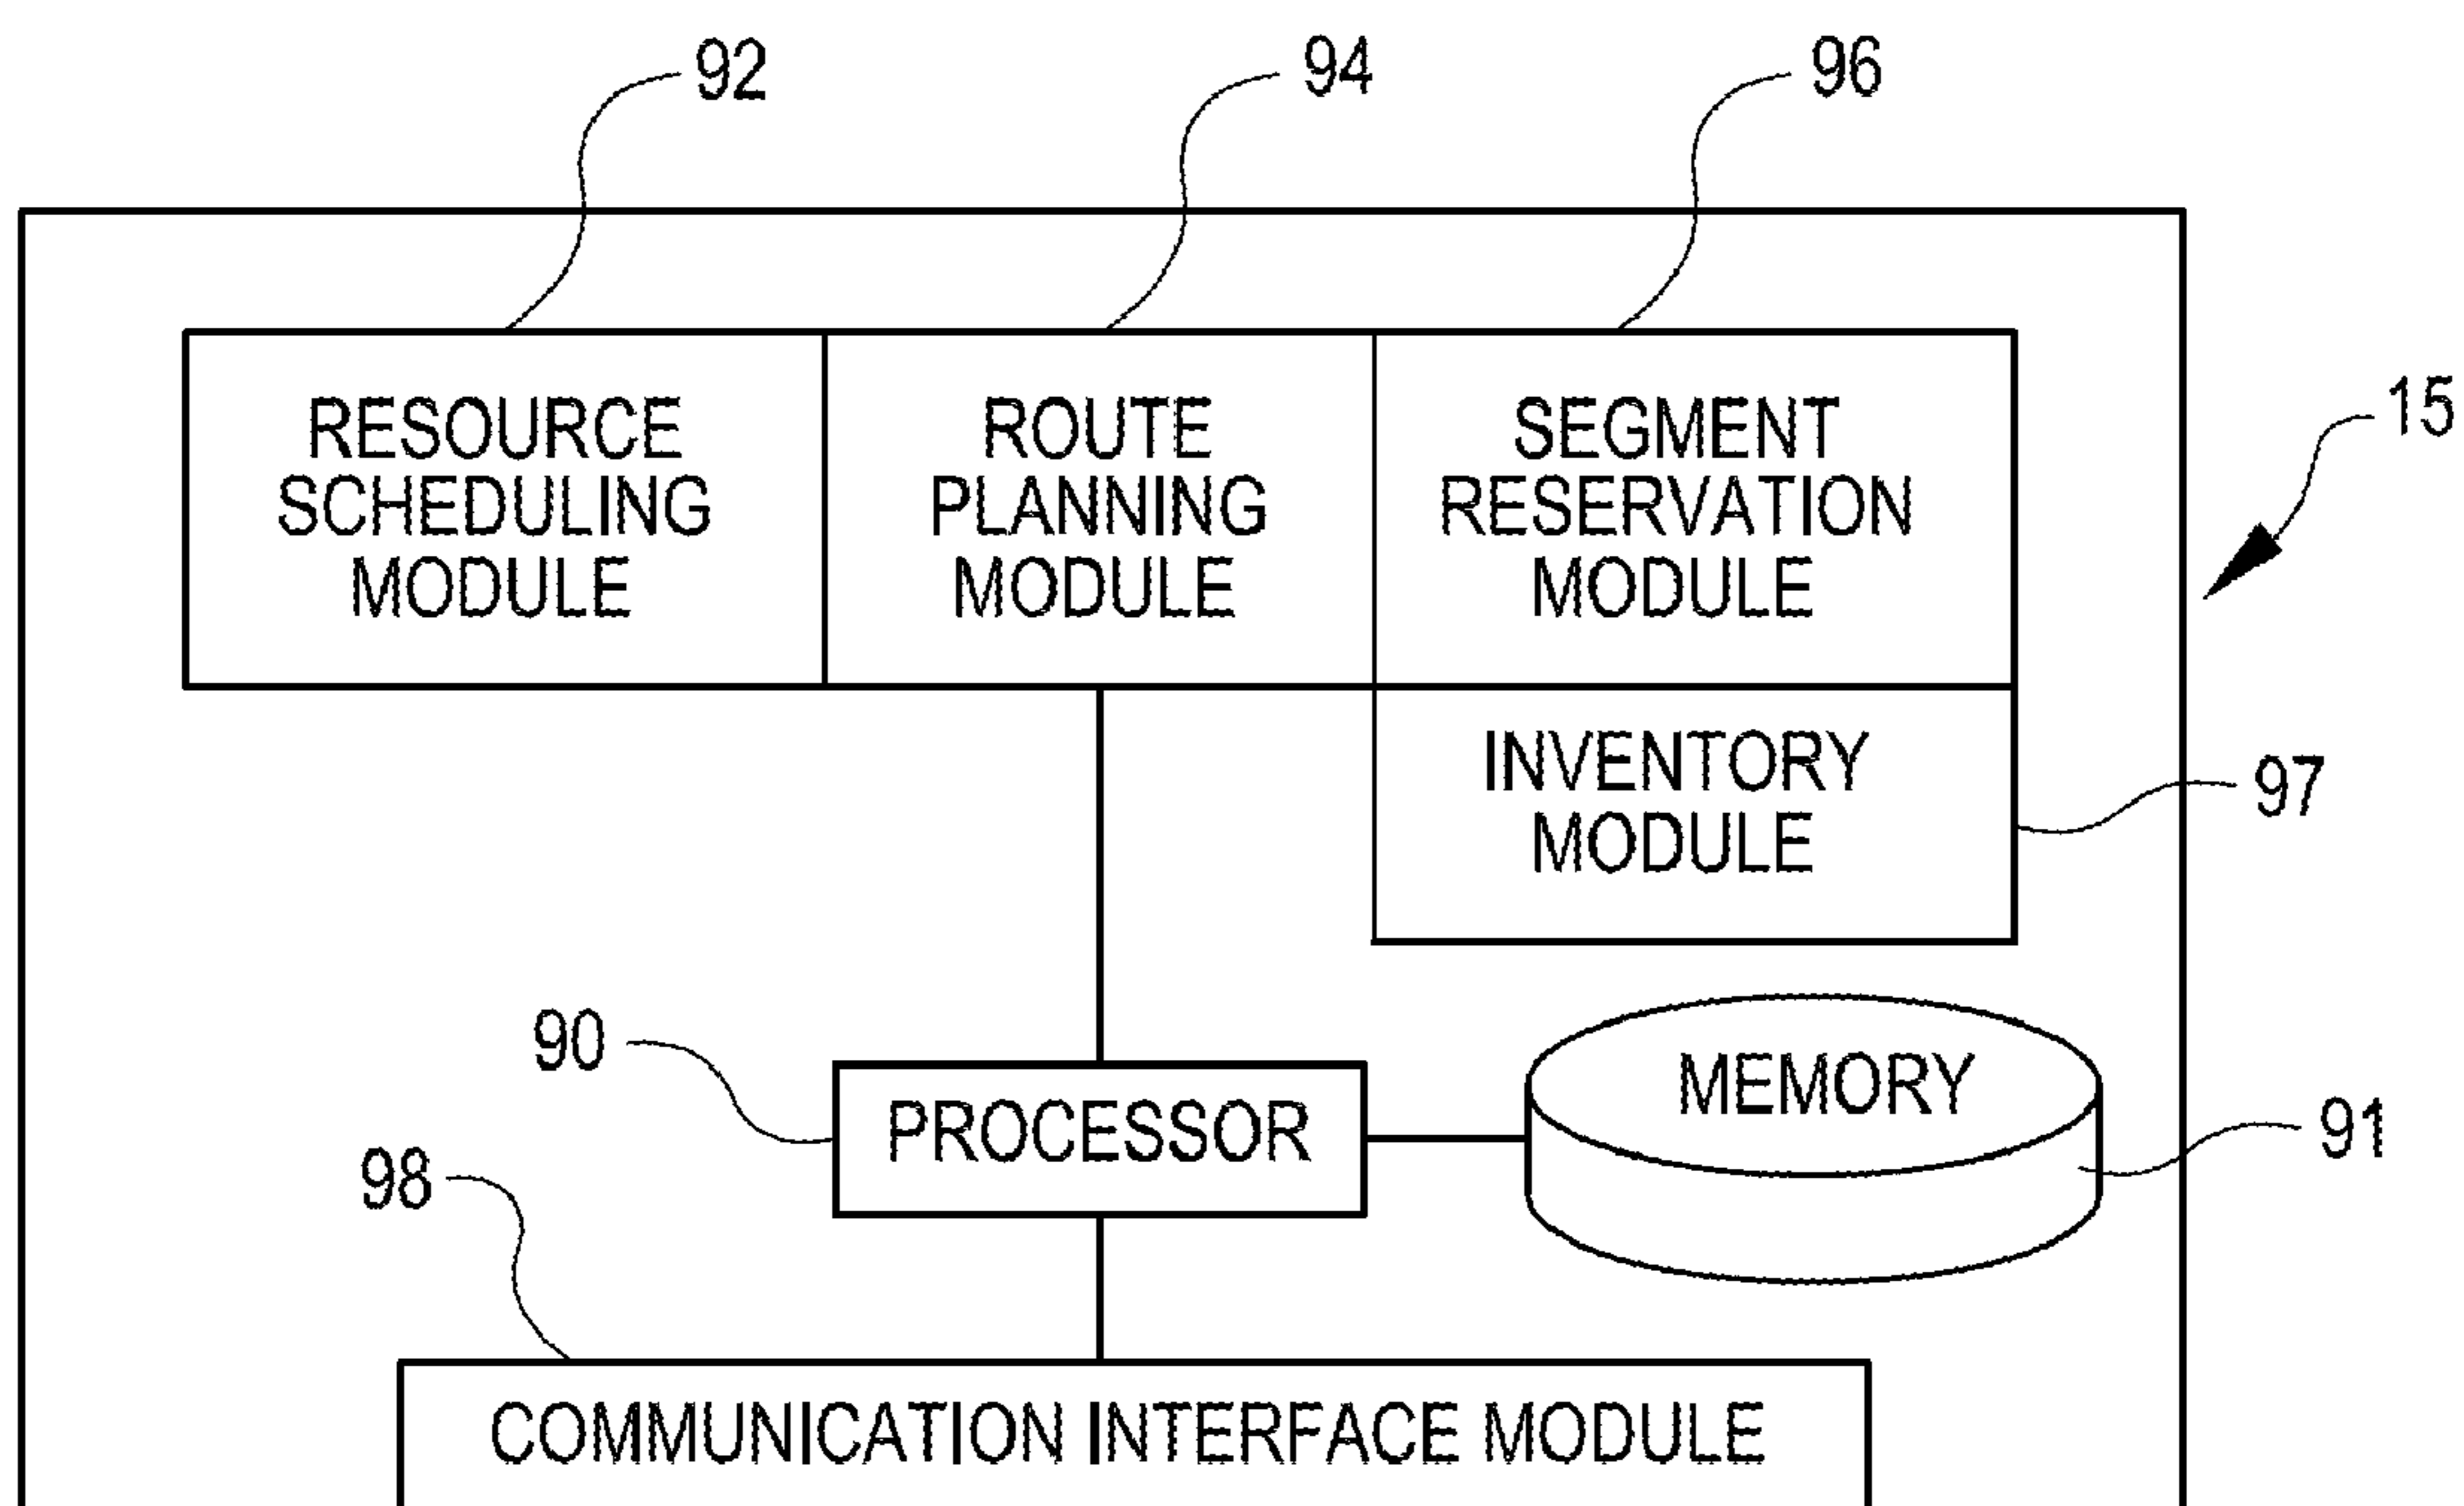 92
94
96
RESOURCE
SCHEDULING
MODULE
ROUTE
PLANNING
MODULE
SEGMENT
RESERVATION
MODULE
15
INVENTORY
MODULE
97
90
PROCESSOR
MEMORY
91
98
COMMUNICATION INTERFACE MODULE